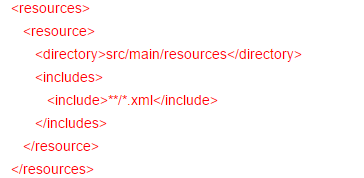 <resources>
<resource>
<directory>src/main/resources</directory>
<includes>
<include>**/*.xml</include>
</includes>
</resource>
</resources>